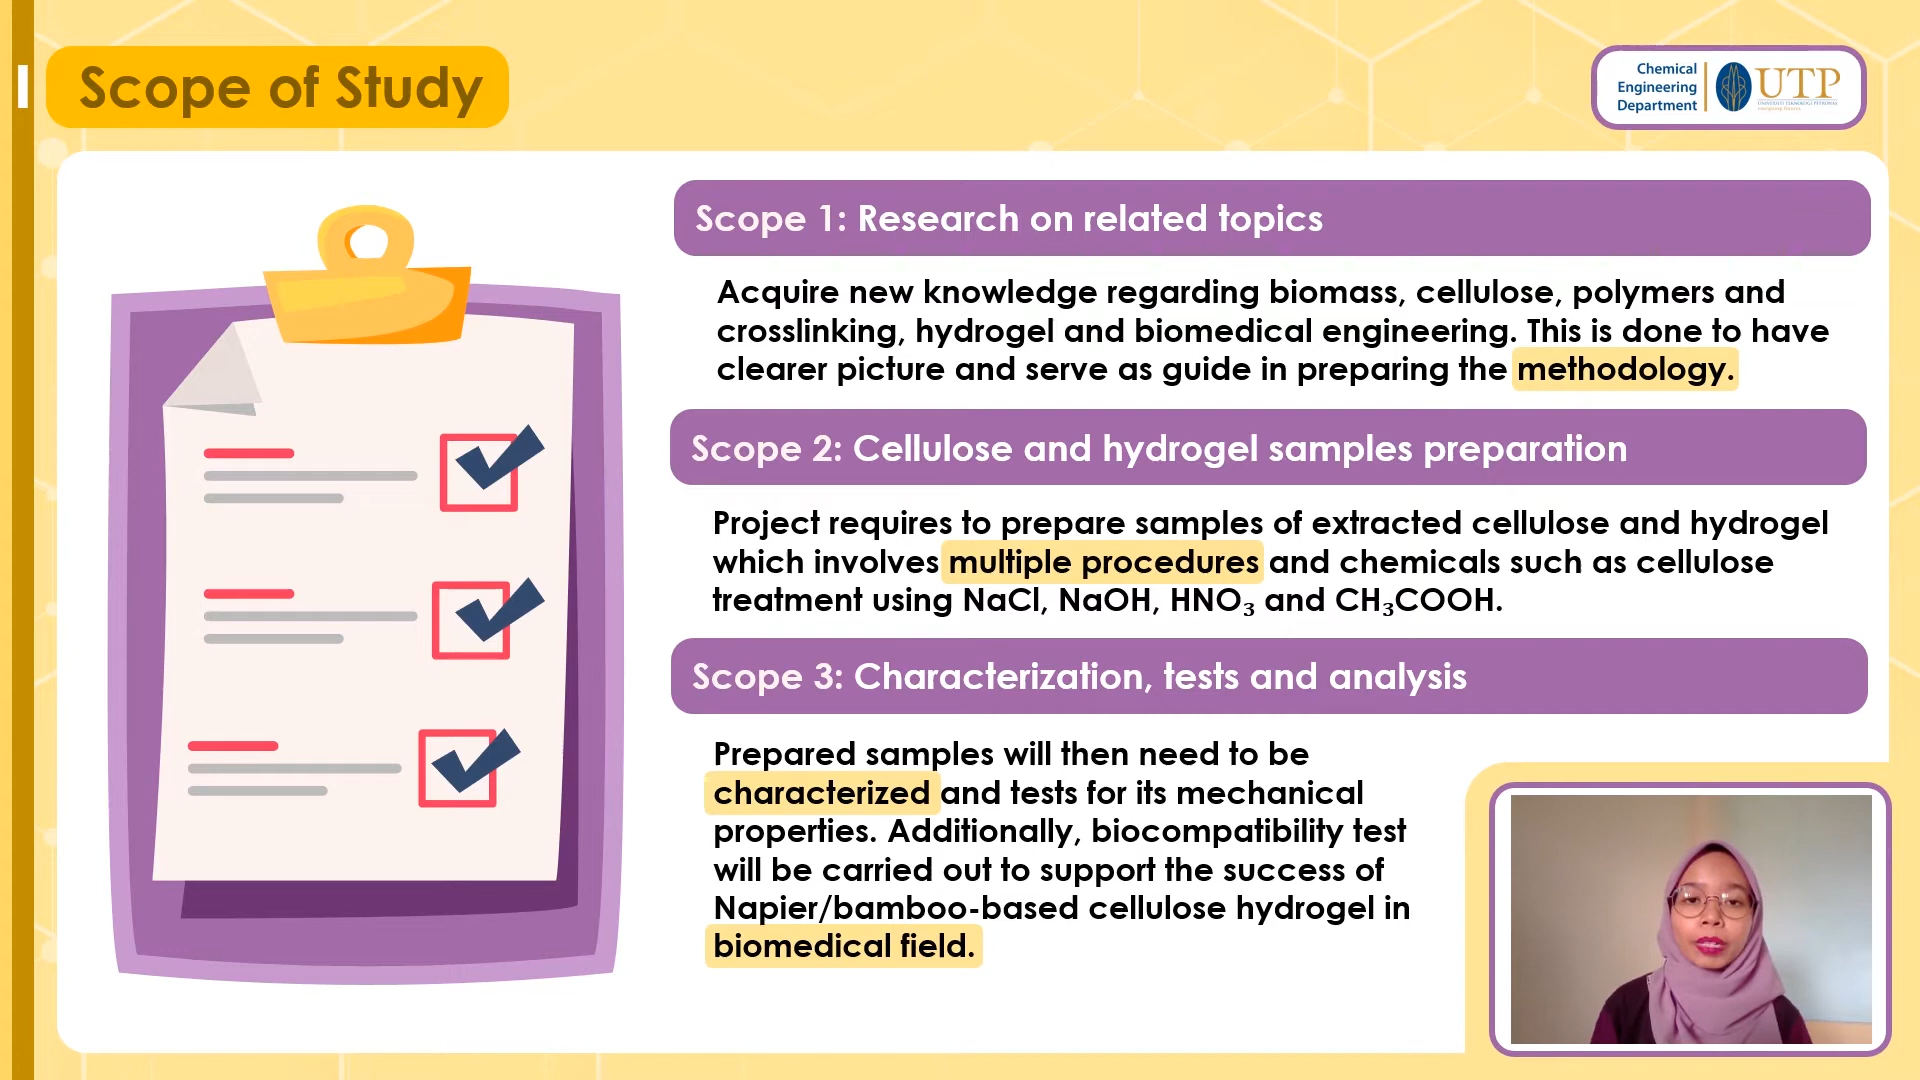 Scope of Study
Chemical
Engineering
Department
UTP
UNIVERSITI TEKNOLOGI PETRONAS
Scope 1: Research on related topics
Acquire new knowledge regarding biomass, cellulose, polymers and
crosslinking, hydrogel and biomedical engineering. This is done to have
clearer picture and serve as guide in preparing the methodology.
Scope 2: Cellulose and hydrogel samples preparation
Project requires to prepare samples of extracted cellulose and hydrogel
which involves multiple procedures and chemicals such as cellulose
treatment using NaCl, NaOH, HNO₃ and CH₃COOH.
Scope 3: Characterization, tests and analysis
Prepared samples will then need to be
characterized and tests for its mechanical
properties. Additionally, biocompatibility test
will be carried out to support the success of
Napier/bamboo-based cellulose hydrogel in
biomedical field.